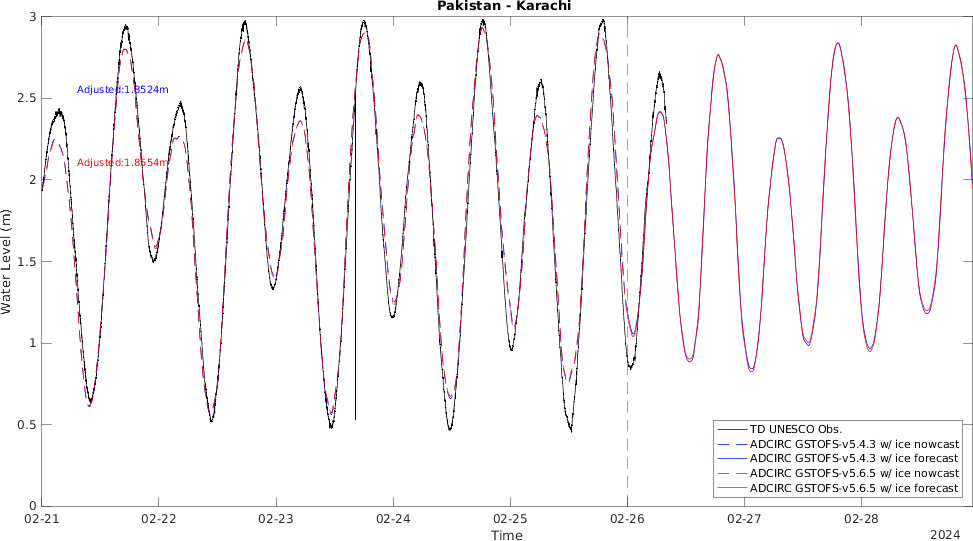 Pakistan - Karachi
3
2.5
2
1.5
1
0.5
0
Water Level (m)
Adjusted:1.8524m
Adjusted:1.8554m
TD UNESCO Obs.
ADCIRC GSTOFS-v5.4.3 w/ ice nowcast
ADCIRC GSTOFS-v5.4.3 w/ ice forecast
ADCIRC GSTOFS-v5.6.5 w/ ice nowcast
ADCIRC GSTOFS-v5.6.5 w/ ice forecast
02-21 02-22 02-23 02-24 02-25 02-26 02-27 02-28
Time
2024